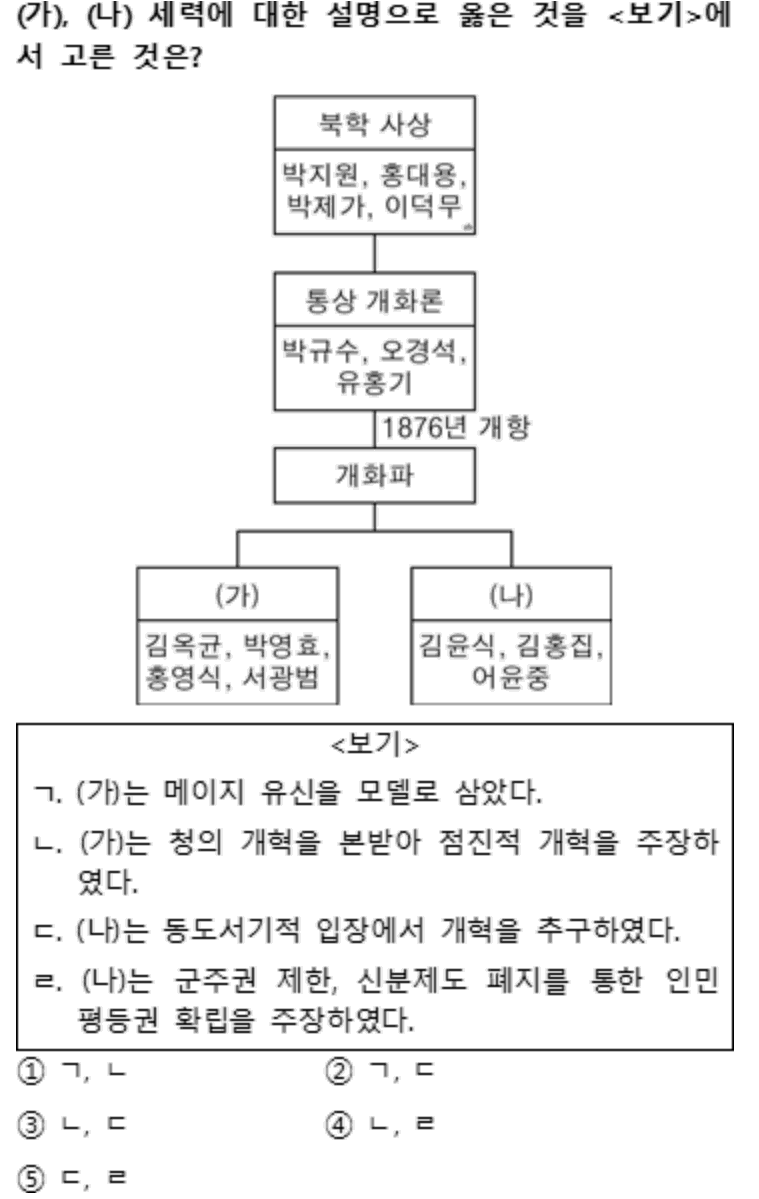 (가), (나) 세력에 대한 설명으로 옳은 것을 <보기>에
서 고른 것은?
북학 사상
박지원, 홍대용,
박제가, 이덕무
통상 개화론
박규수, 오경석,
유홍기
1876년 개항
개화파
(가)
김옥균, 박영효,
홍영식, 서광범
(나)
김윤식, 김홍집,
어윤중
<보기>
ㄱ. (가)는 메이지 유신을 모델로 삼았다.
ㄴ. (가)는 청의 개혁을 본받아 점진적 개혁을 주장하
였다.
ㄷ. (나)는 동도서기적 입장에서 개혁을 추구하였다.
ㄹ. (나)는 군주권 제한, 신분제도 폐지를 통한 인민
평등권 확립을 주장하였다.
① ㄱ, ㄴ ② ㄱ, ㄷ
③ ㄴ, ㄷ ④ ㄴ, ㄹ
⑤ ㄷ, ㄹ